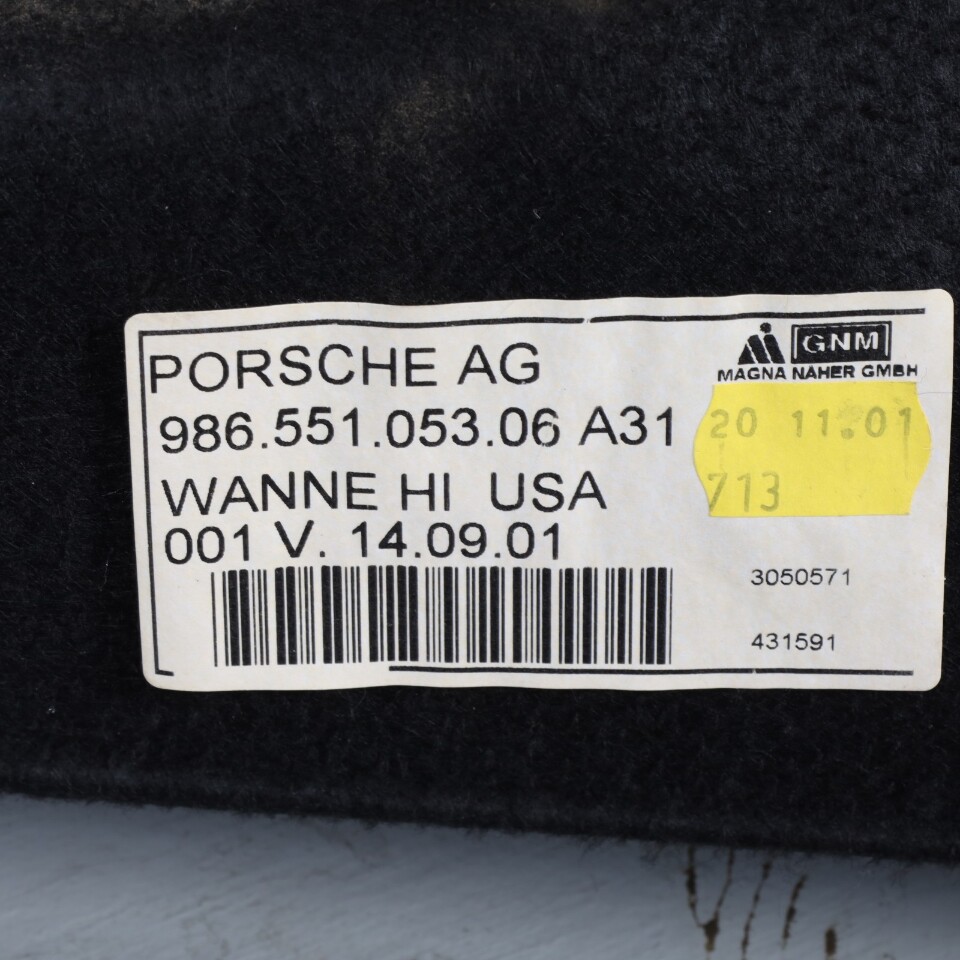 PORSCHE AG
GNM
MAGNA NAHER GMBH
986.551.053.06 A31
20 11.01
WANNE HI USA
713
001 V. 14.09.01
3050571
431591